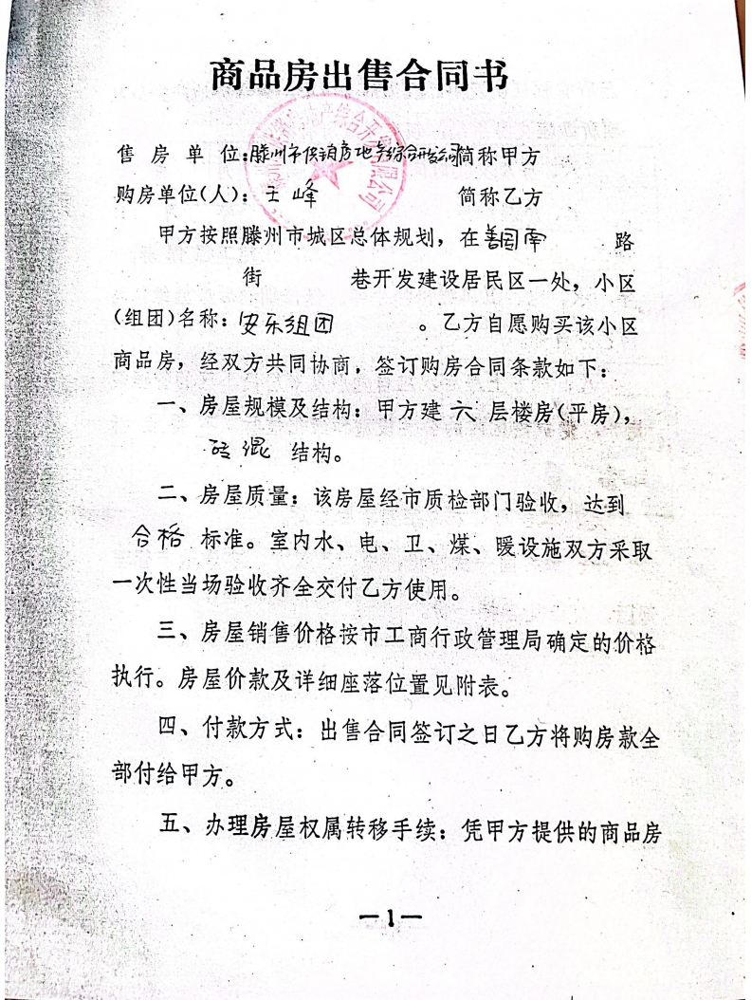 商品房出售合同书
售房单位:滕州市供销房地产综合开发公司简称甲方
购房单位(人):王峰 简称乙方
甲方按照滕州市城区总体规划，在善国南 路
街 巷开发建设居民区一处，小区
(组团)名称:安乐组团 。乙方自愿购买该小区
商品房，经双方共同协商，签订购房合同条款如下:
一、房屋规模及结构:甲方建六层楼房(平房)，
砖混 结构。
二、房屋质量:该房屋经市质检部门验收，达到
合格 标准。室内水、电、卫、煤、暖设施双方采取
一次性当场验收齐全交付乙方使用。
三、房屋销售价格按市工商行政管理局确定的价格
执行。房屋价款及详细座落位置见附表。
四、付款方式:出售合同签订之日乙方将购房款全
部付给甲方。
五、办理房屋权属转移手续:凭甲方提供的商品房
—1—